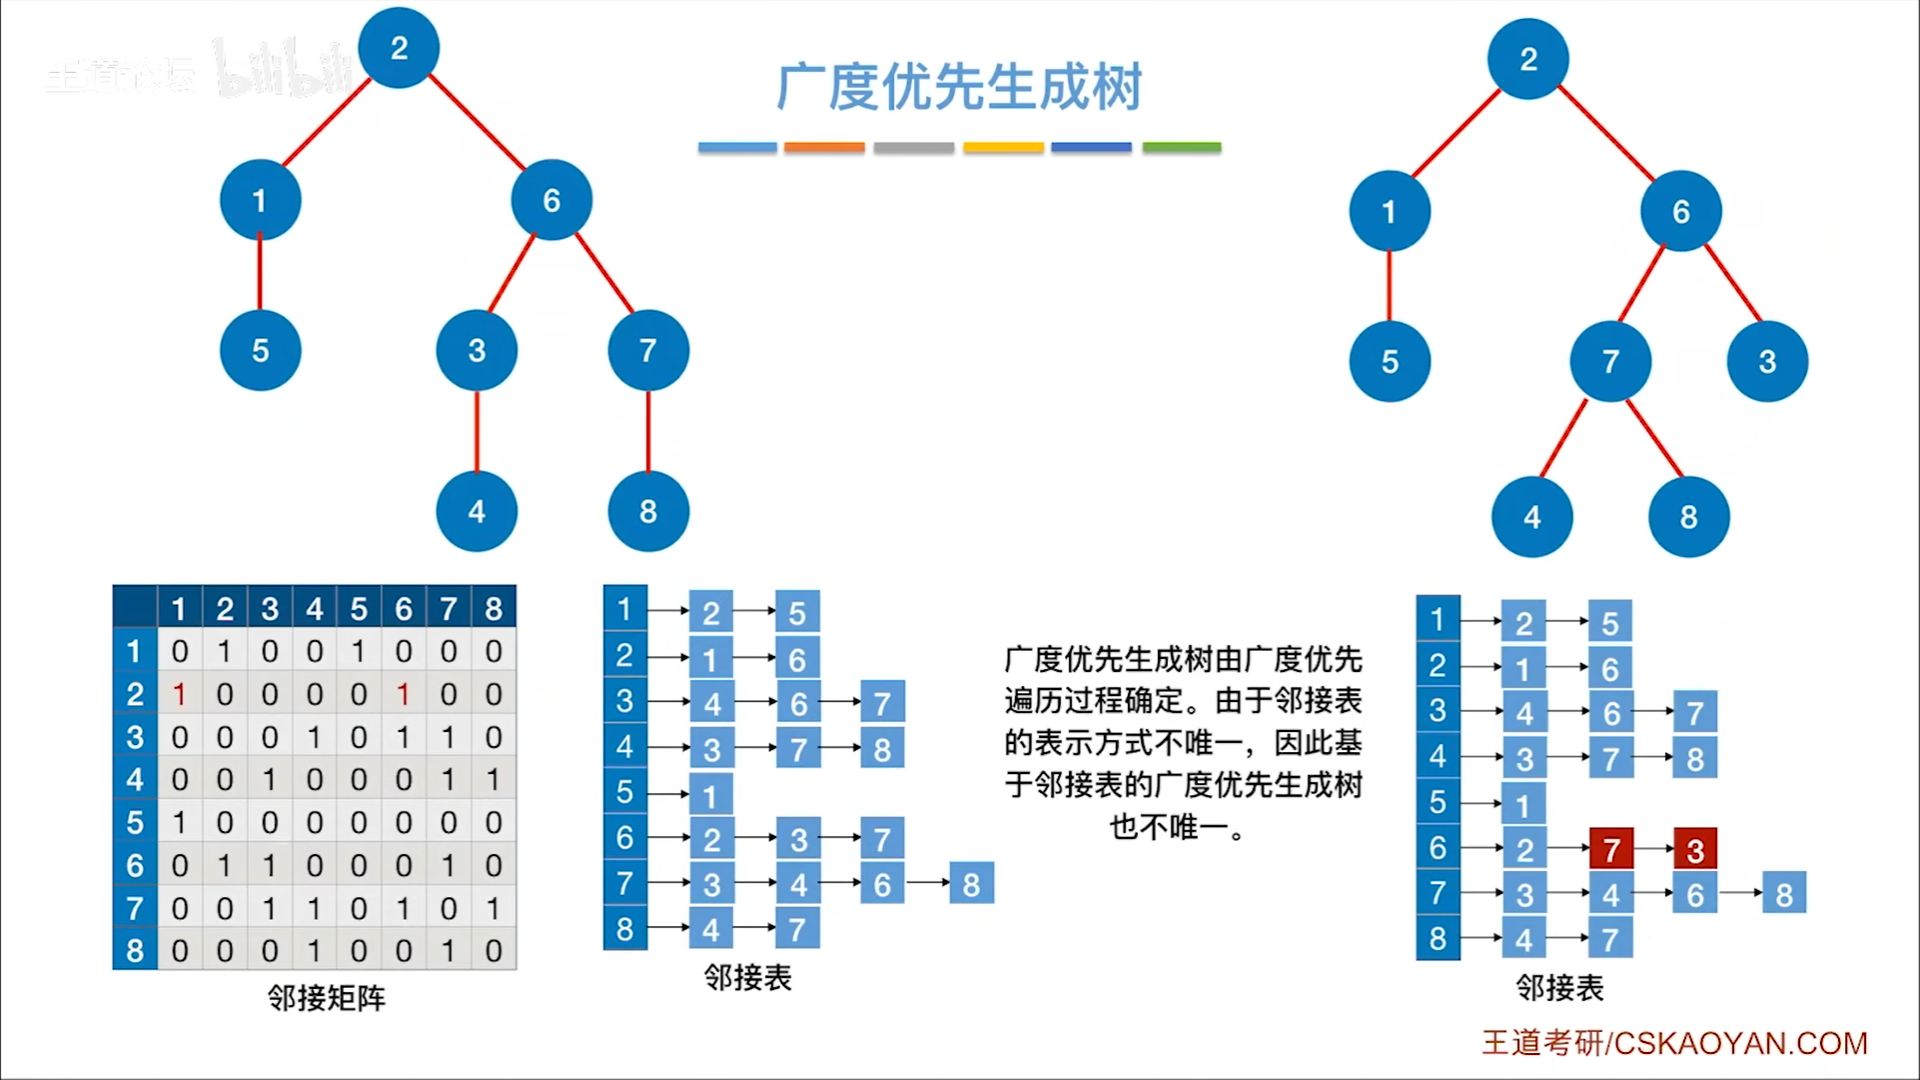 王道论坛 bilibili
广度优先生成树
2
1 6
5 3 7
4 8
2
1 6
5 7 3
4 8
1 2 3 4 5 6 7 8
1 0 1 0 0 1 0 0 0
2 1 0 0 0 0 1 0 0
3 0 0 0 1 0 1 1 0
4 0 0 1 0 0 0 1 1
5 1 0 0 0 0 0 0 0
6 0 1 1 0 0 0 1 0
7 0 0 1 1 0 1 0 1
8 0 0 0 1 0 0 1 0
邻接矩阵
1 2 5
2 1 6
3 4 6 7
4 3 7 8
5 1
6 2 3 7
7 3 4 6 8
8 4 7
邻接表
广度优先生成树由广度优先
遍历过程确定。由于邻接表
的表示方式不唯一，因此基
于邻接表的广度优先生成树
也不唯一。
1 2 5
2 1 6
3 4 6 7
4 3 7 8
5 1
6 2 7 3
7 3 4 6 8
8 4 7
邻接表
王道考研/CSKAOYAN.COM